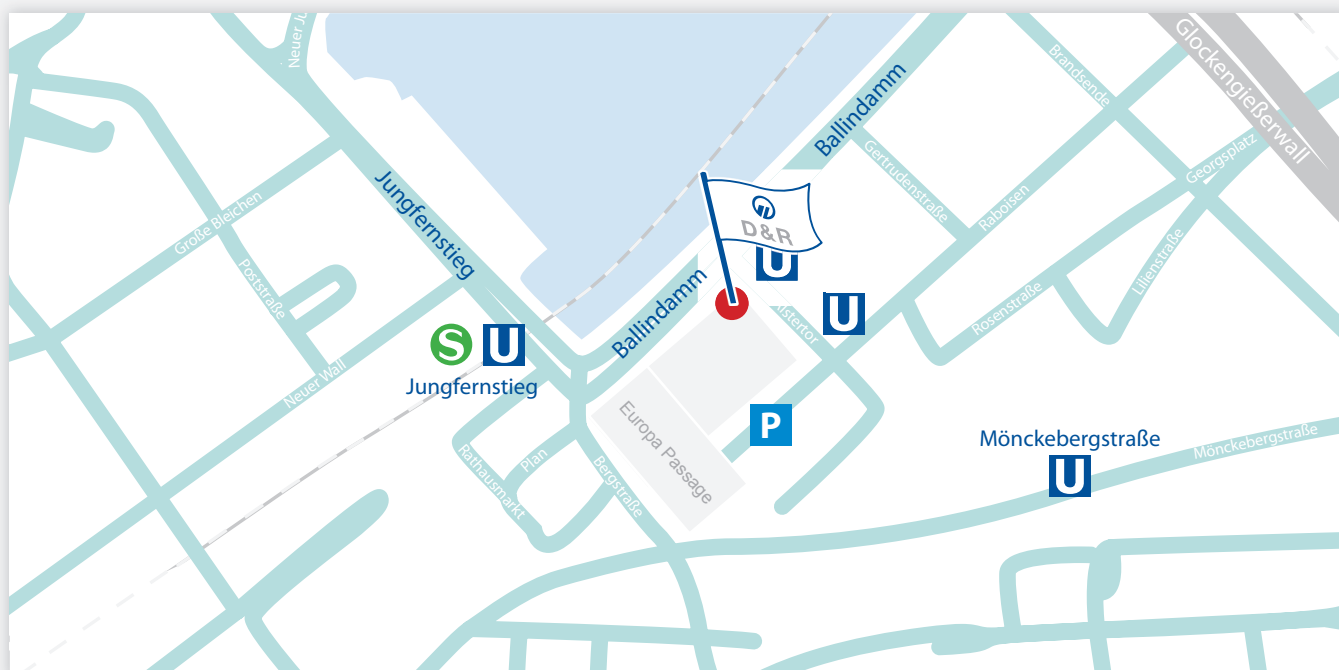 Neuer Ju
Glockengießerwall
Brandsende
Ballindamm
Gertrudenstraße
Georgsplatz
Jungfernstieg
Große Bleichen
Raboisen
D&R
U
Poststraße
Lilienstraße
Ballindamm
U
istertor
Rosenstraße
S U
Jungfernstieg
Neuer Wall
P
Europa Passage
Mönckebergstraße
U
Mönckebergstraße
Plan
Rathausmarkt
Bergstraße